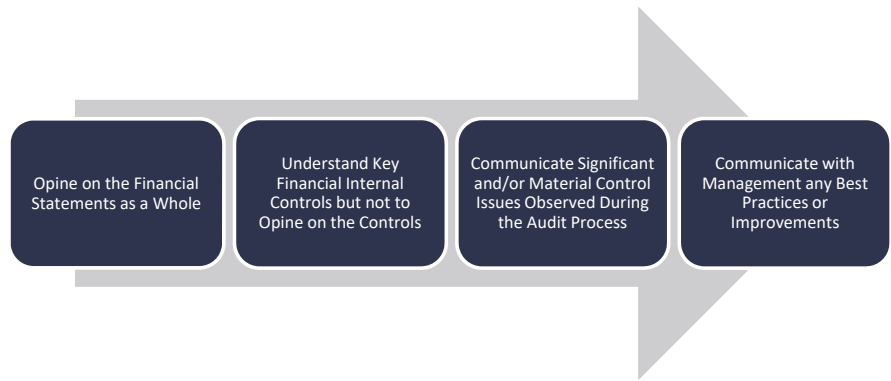 Opine on the Financial
Statements as a Whole
Understand Key
Financial Internal
Controls but not to
Opine on the Controls
Communicate Significant
and/or Material Control
Issues Observed During
the Audit Process
Communicate with
Management any Best
Practices or
Improvements